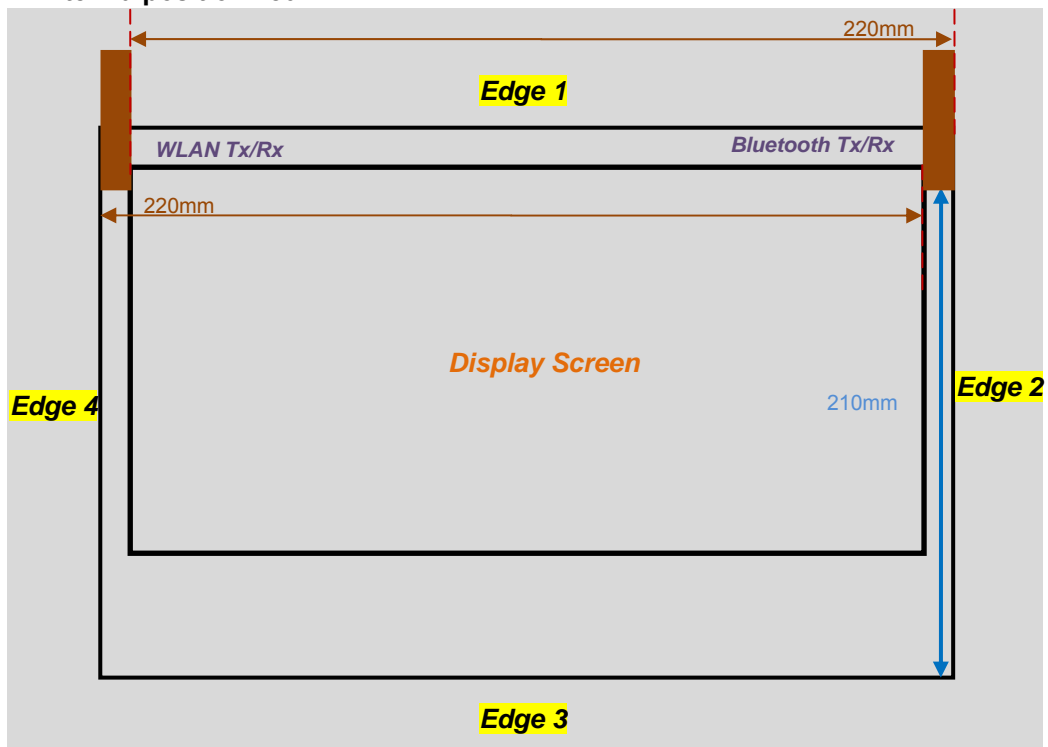 220mm
Edge 1
WLAN Tx/Rx
Bluetooth Tx/Rx
220mm
Display Screen
Edge 4
210mm
Edge 2
Edge 3